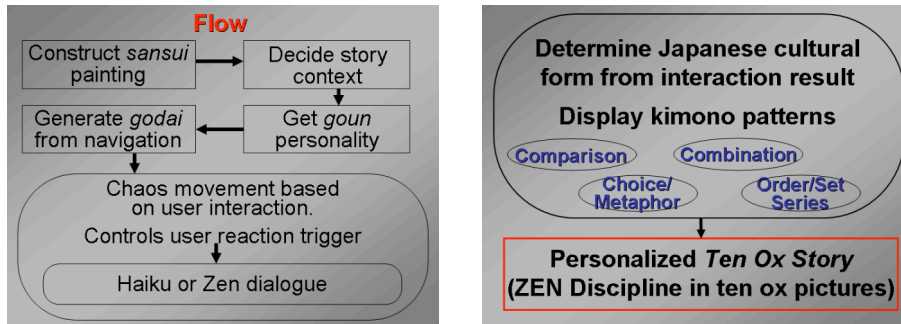 Flow
Construct sansui
painting
Decide story
context
Generate godai
from navigation
Get goun
personality
Chaos movement based
on user interaction.
Controls user reaction trigger
Haiku or Zen dialogue
Determine Japanese cultural
form from interaction result
Display kimono patterns
Comparison
Combination
Choice/
Metaphor
Order/Set
Series
Personalized Ten Ox Story
(ZEN Discipline in ten ox pictures)